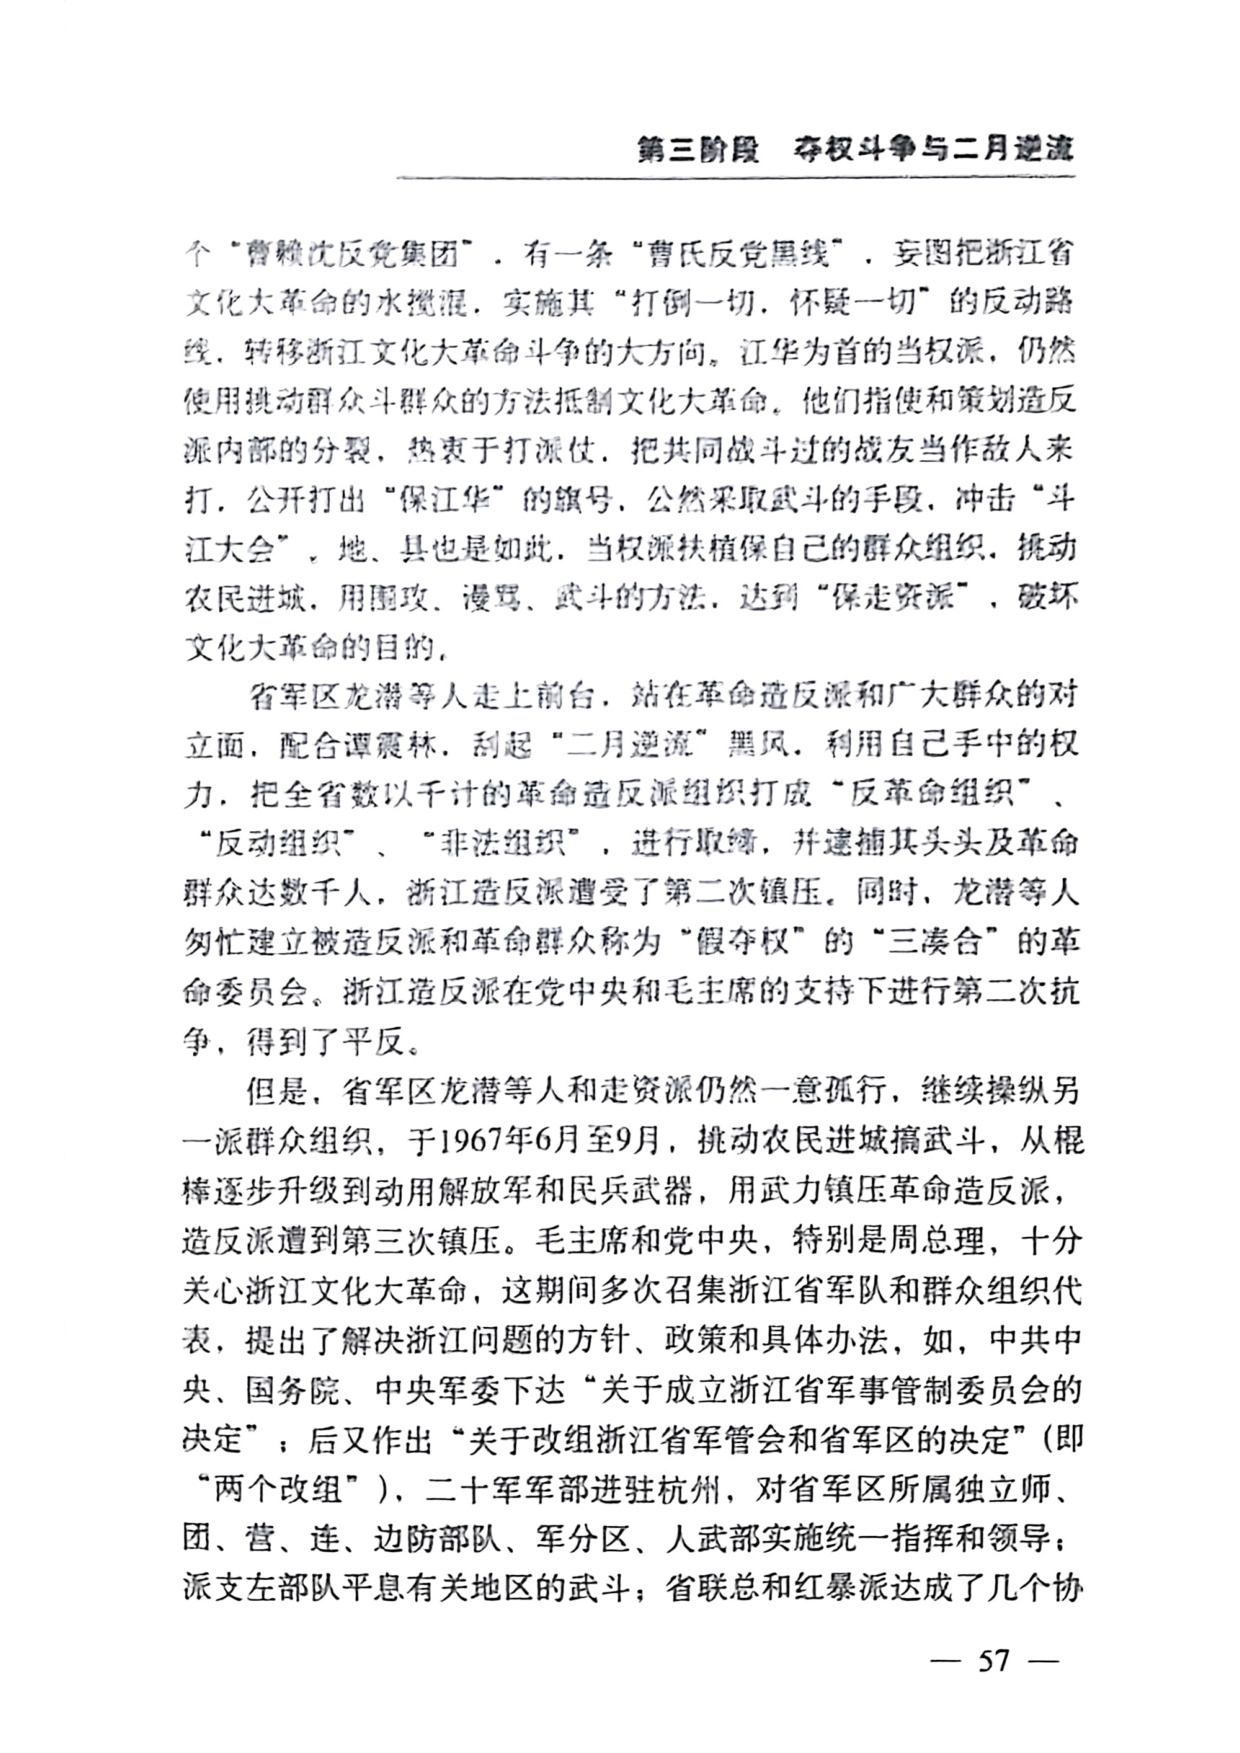 第三阶段 夺权斗争与二月逆流
个“曹赖沈反党集团”，有一条“曹氏反党黑线”，妄图把浙江省
文化大革命的水搅混，实施其“打倒一切，怀疑一切”的反动路
线，转移浙江文化大革命斗争的大方向。江华为首的当权派，仍然
使用挑动群众斗群众的方法抵制文化大革命。他们指使和策划造反
派内部的分裂，热衷于打派仗，把共同战斗过的战友当作敌人来
打，公开打出“保江华”的旗号，公然采取武斗的手段，冲击“斗
江大会”。地、县也是如此，当权派扶植保自己的群众组织，挑动
农民进城，用围攻、漫骂、武斗的方法，达到“保走资派”，破坏
文化大革命的目的。
省军区龙潜等人走上前台，站在革命造反派和广大群众的对
立面，配合谭震林，刮起“二月逆流”黑风，利用自己手中的权
力，把全省数以千计的革命造反派组织打成“反革命组织”、
“反动组织”、“非法组织”，进行取缔，并逮捕其头头及革命
群众达数千人，浙江造反派遭受了第二次镇压。同时，龙潜等人
匆忙建立被造反派和革命群众称为“假夺权”的“三凑合”的革
命委员会。浙江造反派在党中央和毛主席的支持下进行第二次抗
争，得到了平反。
但是，省军区龙潜等人和走资派仍然一意孤行，继续操纵另
一派群众组织，于1967年6月至9月，挑动农民进城搞武斗，从棍
棒逐步升级到动用解放军和民兵武器，用武力镇压革命造反派，
造反派遭到第三次镇压。毛主席和党中央，特别是周总理，十分
关心浙江文化大革命，这期间多次召集浙江省军队和群众组织代
表，提出了解决浙江问题的方针、政策和具体办法，如，中共中
央、国务院、中央军委下达“关于成立浙江省军事管制委员会的
决定”；后又作出“关于改组浙江省军管会和省军区的决定”（即
“两个改组”），二十军军部进驻杭州，对省军区所属独立师、
团、营、连、边防部队、军分区、人武部实施统一指挥和领导；
派支左部队平息有关地区的武斗；省联总和红暴派达成了几个协
— 57 —